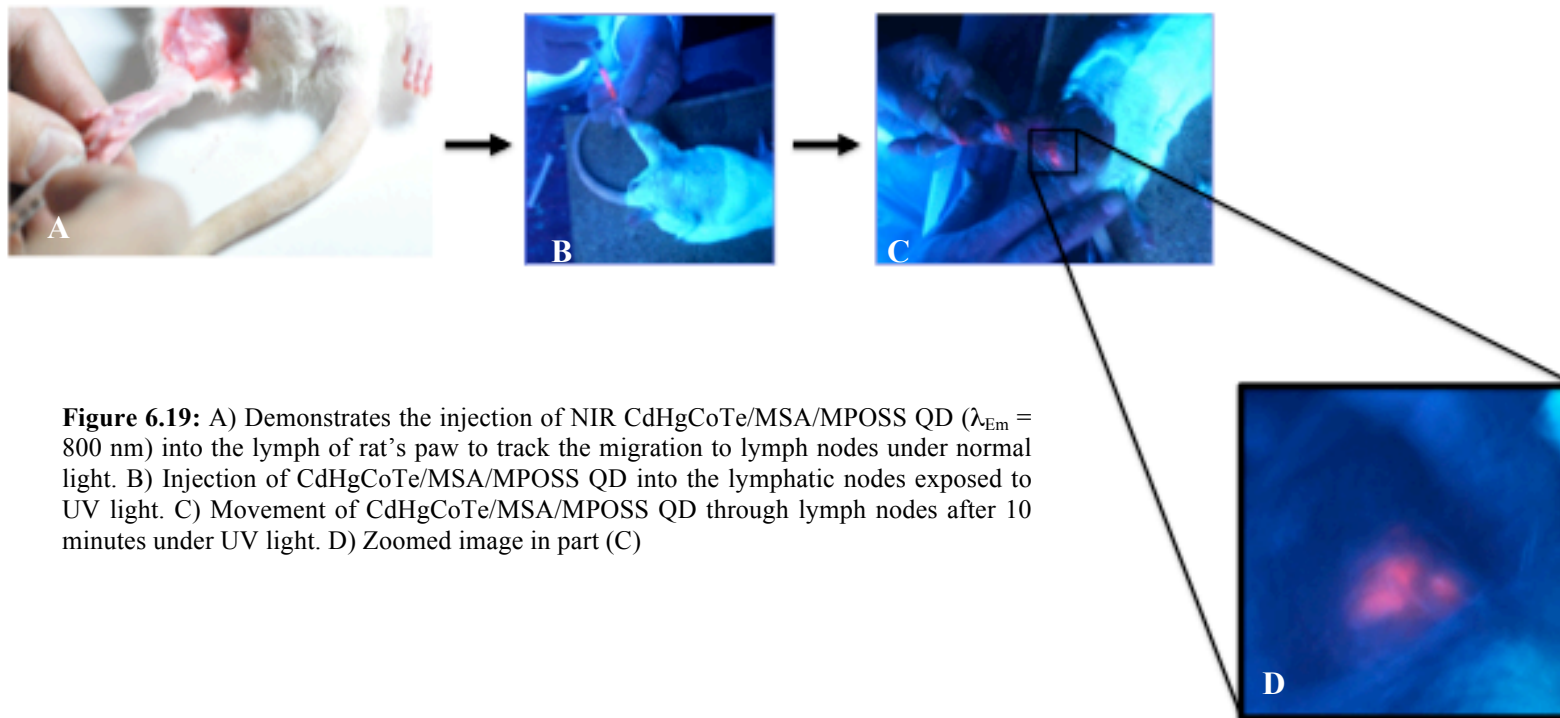 A
B
C
Figure 6.19: A) Demonstrates the injection of NIR CdHgCoTe/MSA/MPOSS QD (λEm =
800 nm) into the lymph of rat's paw to track the migration to lymph nodes under normal
light. B) Injection of CdHgCoTe/MSA/MPOSS QD into the lymphatic nodes exposed to
UV light. C) Movement of CdHgCoTe/MSA/MPOSS QD through lymph nodes after 10
minutes under UV light. D) Zoomed image in part (C)
D